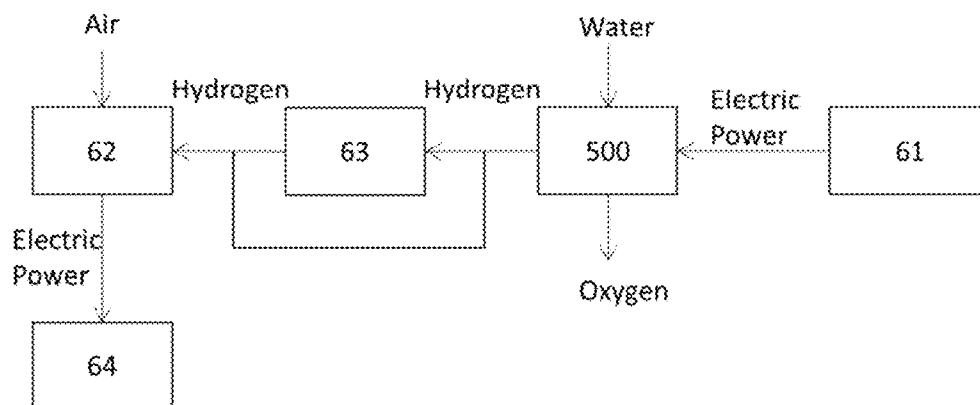 Air
Water
Hydrogen
Hydrogen
Electric
Power
62
63
500
61
Electric
Power
Oxygen
64